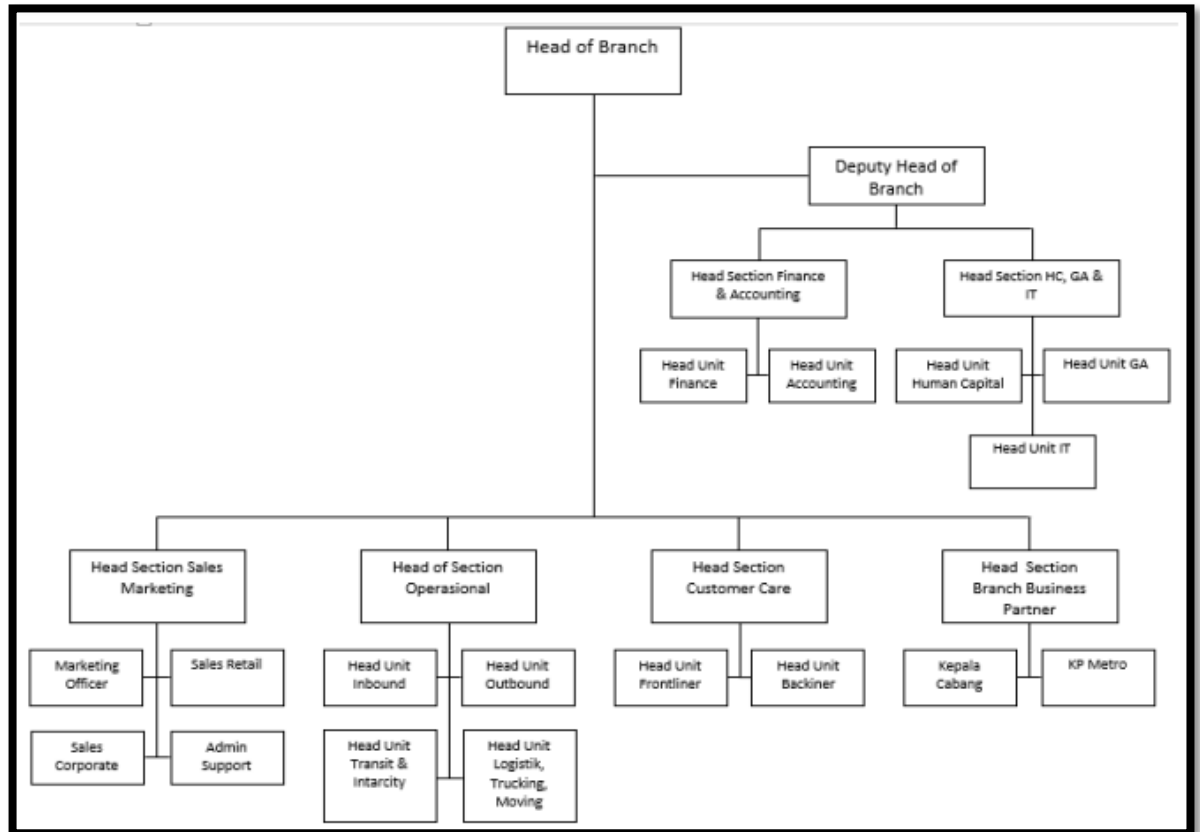 Head of Branch
Deputy Head of
Branch
Head Section Finance
& Accounting
Head Section HC, GA &
IT
Head Unit
Finance
Head Unit
Accounting
Head Unit
Human Capital
Head Unit GA
Head Unit IT
Head Section Sales
Marketing
Head of Section
Operasional
Head Section
Customer Care
Head Section
Branch Business
Partner
Marketing
Officer
Sales Retail
Head Unit
Inbound
Head Unit
Outbound
Head Unit
Frontliner
Head Unit
Backiner
Kepala
Cabang
KP Metro
Sales
Corporate
Admin
Support
Head Unit
Transit &
Intarcity
Head Unit
Logistik,
Trucking,
Moving